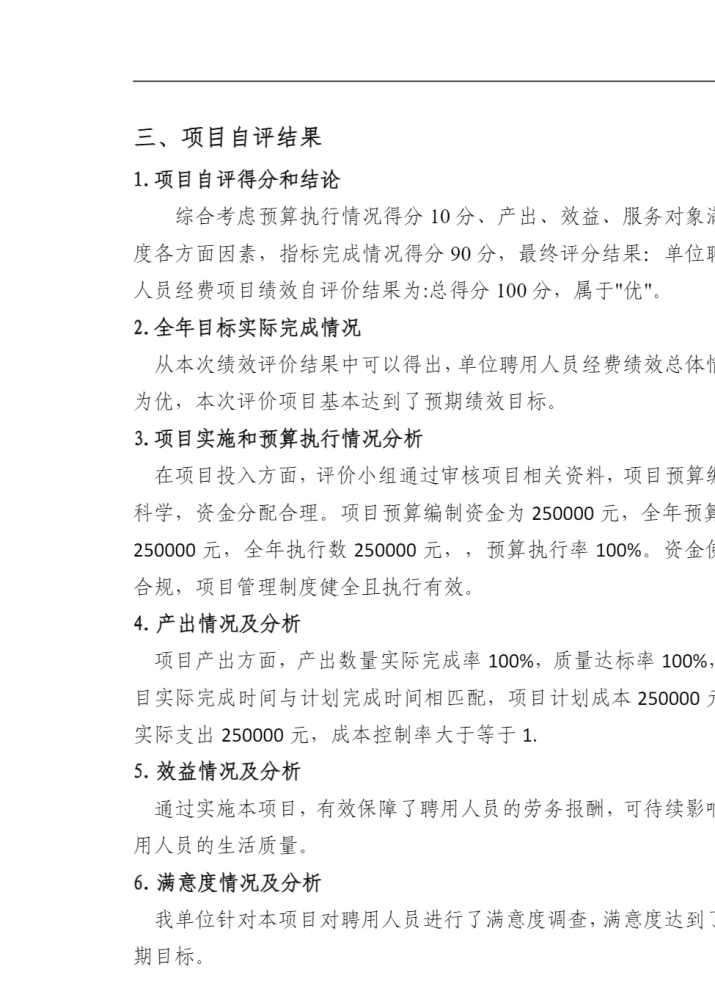 三、项目自评结果
1.项目自评得分和结论
综合考虑预算执行情况得分 10 分、产出、效益、服务对象满
度各方面因素，指标完成情况得分 90 分，最终评分结果：单位聘
人员经费项目绩效自评价结果为:总得分 100 分，属于"优"。
2.全年目标实际完成情况
从本次绩效评价结果中可以得出,单位聘用人员经费绩效总体情
为优，本次评价项目基本达到了预期绩效目标。
3.项目实施和预算执行情况分析
在项目投入方面，评价小组通过审核项目相关资料，项目预算编
科学，资金分配合理。项目预算编制资金为 250000 元，全年预算
250000 元，全年执行数 250000 元，，预算执行率 100%。资金使
合规，项目管理制度健全且执行有效。
4. 产出情况及分析
项目产出方面，产出数量实际完成率 100%，质量达标率 100%，
目实际完成时间与计划完成时间相匹配，项目计划成本 250000 元
实际支出 250000 元，成本控制率大于等于 1.
5. 效益情况及分析
通过实施本项目，有效保障了聘用人员的劳务报酬，可待续影响
用人员的生活质量。
6. 满意度情况及分析
我单位针对本项目对聘用人员进行了满意度调查,满意度达到了
期目标。